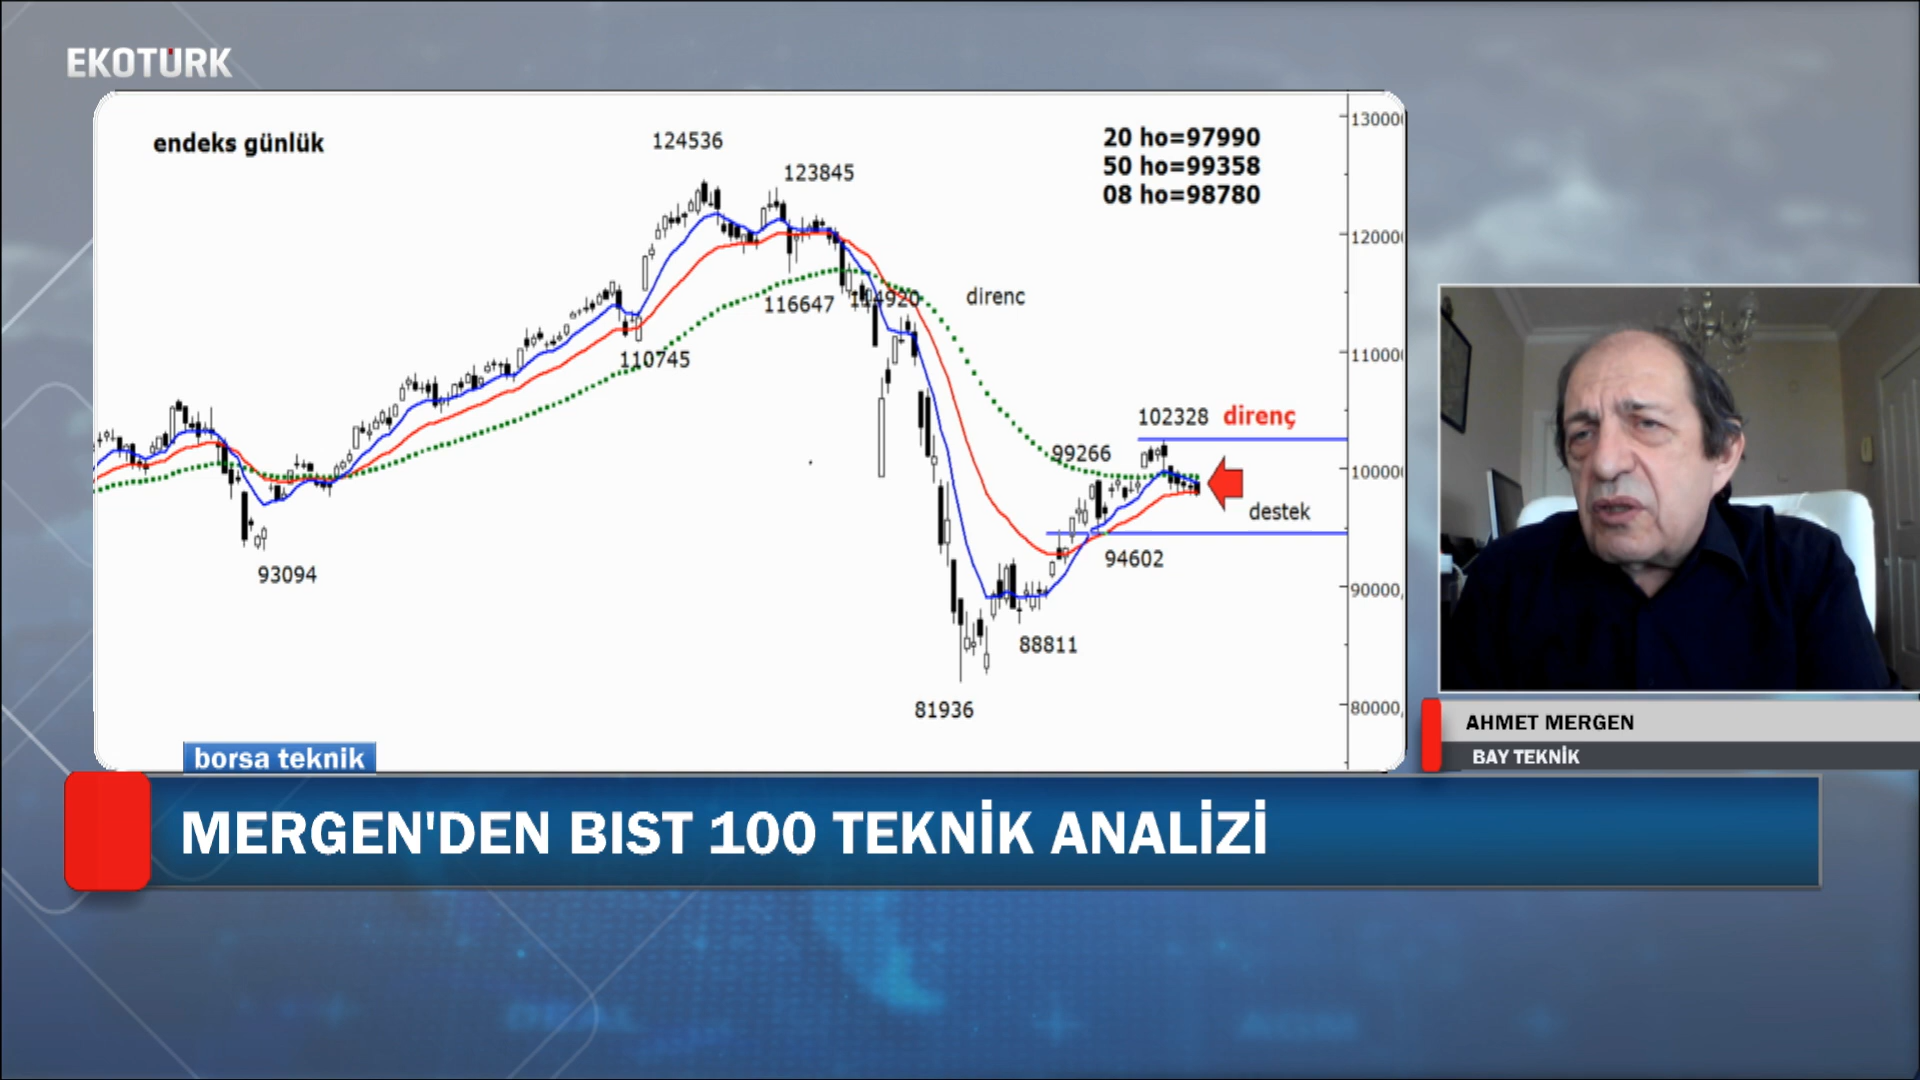 EKOTÜRK
endeks günlük
124536
123845
20 ho=97990
50 ho=99358
08 ho=98780
116647
114920
direnc
110745
102328 direnç
99266
destek
94602
93094
88811
81936
130000
120000
110000
100000
90000,
80000,
AHMET MERGEN
BAY TEKNİK
borsa teknik
MERGEN'DEN BIST 100 TEKNİK ANALİZİ